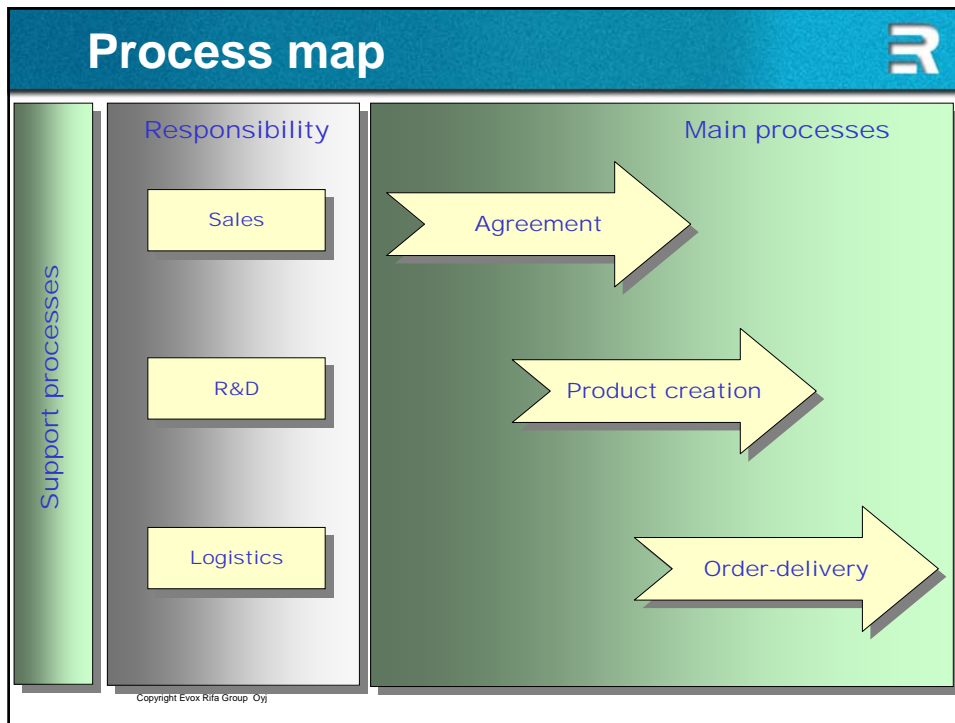 Process map
ER
Support processes
Responsibility
Sales
R&D
Logistics
Main processes
Agreement
Product creation
Order-delivery
Copyright Evox Rifa Group Oyj